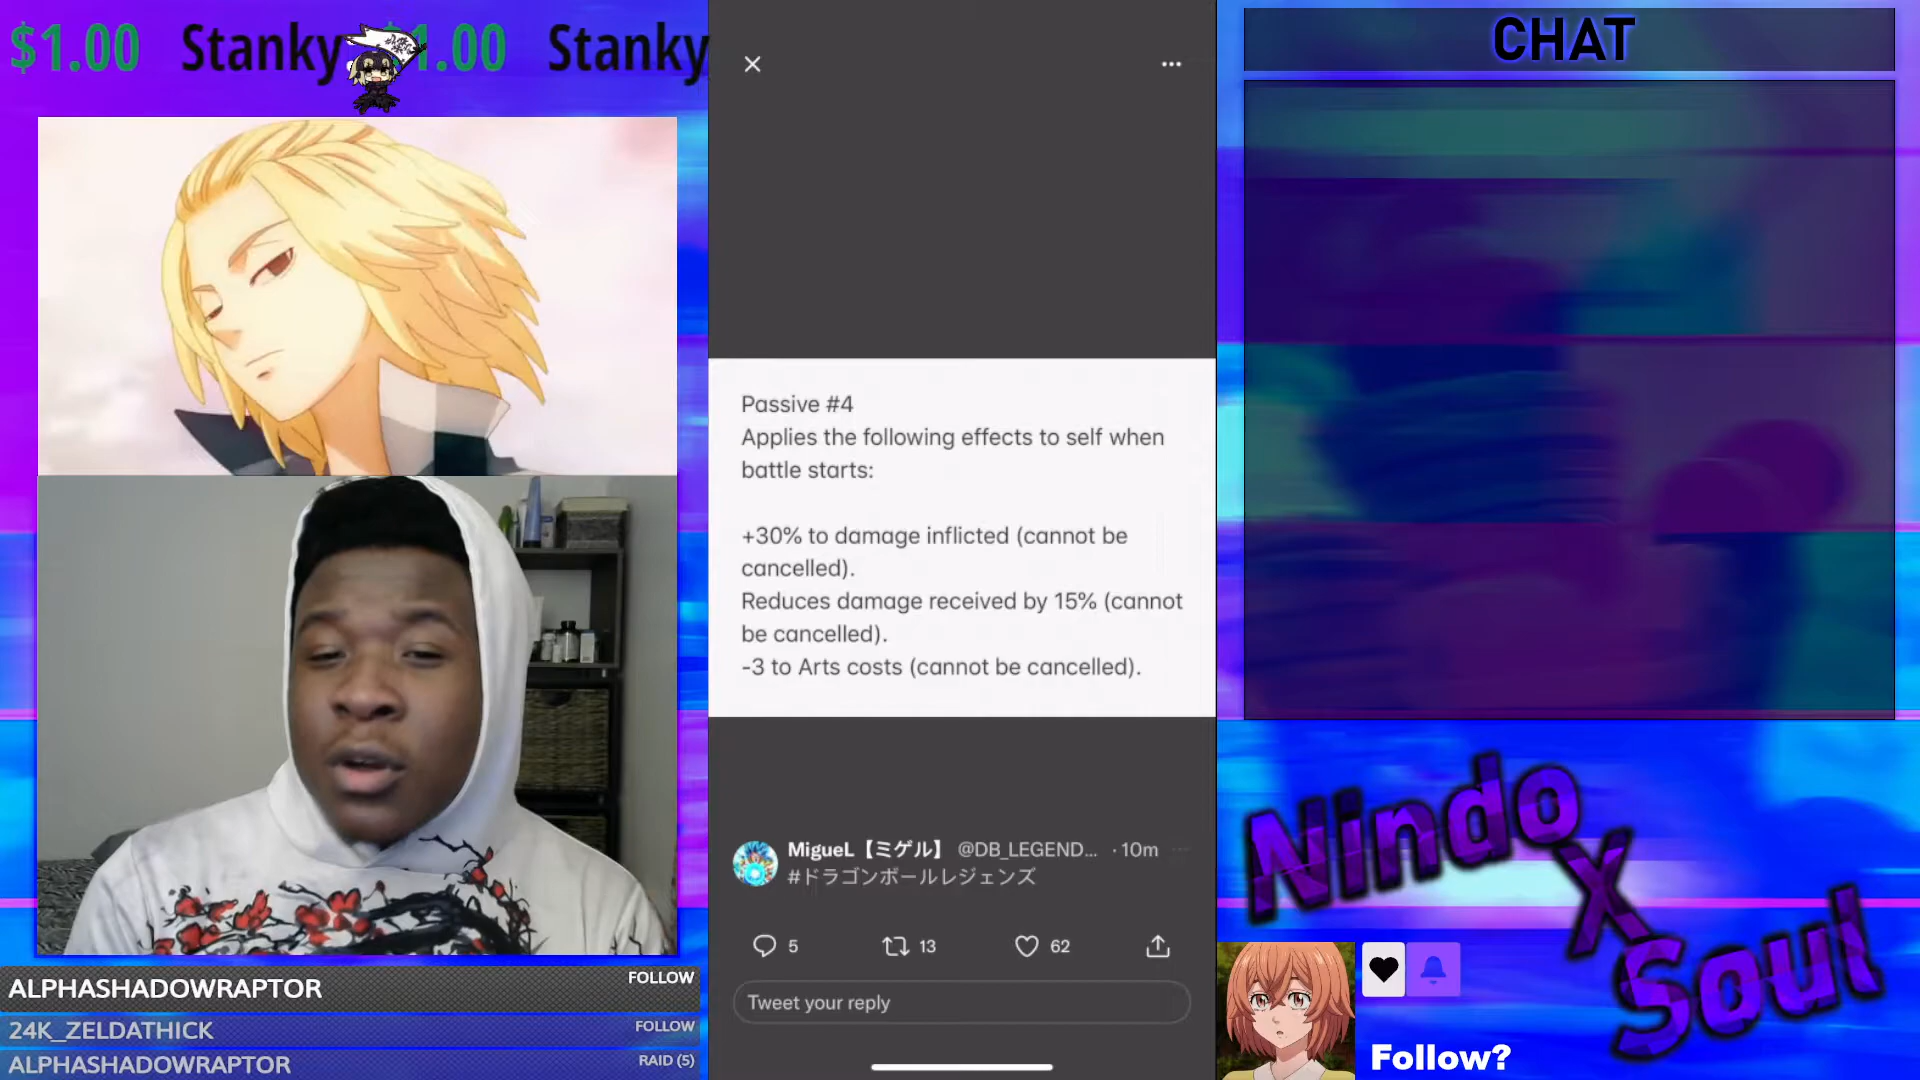 $1.00 Stanky $1.00 Stanky
Passive #4
Applies the following effects to self when
battle starts:
+30% to damage inflicted (cannot be
cancelled).
Reduces damage received by 15% (cannot
be cancelled).
-3 to Arts costs (cannot be cancelled).
MigueL【ミゲル】 @DB_LEGEND... · 10m
#ドラゴンボールレジェンズ
5 13 62
Tweet your reply
ALPHASHADOWRAPTOR FOLLOW
24K_ZELDATHICK FOLLOW
ALPHASHADOWRAPTOR RAID (5)
CHAT
Nindo
X
Soul
Follow?